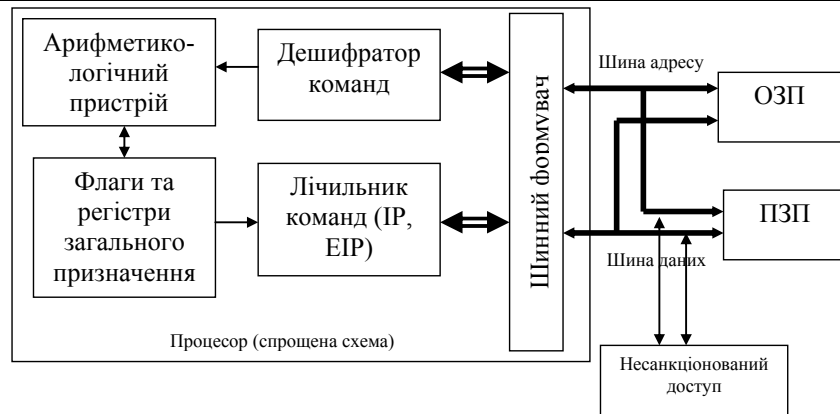 Арифметико-
логічний
пристрій
Дешифратор
команд
Флаги та
регістри
загального
призначення
Лічильник
команд (IP,
EIP)
Шинний формувач
Процесор (спрощена схема)
Шина адресу
ОЗП
ПЗП
Шина даних
Несанкціонований
доступ